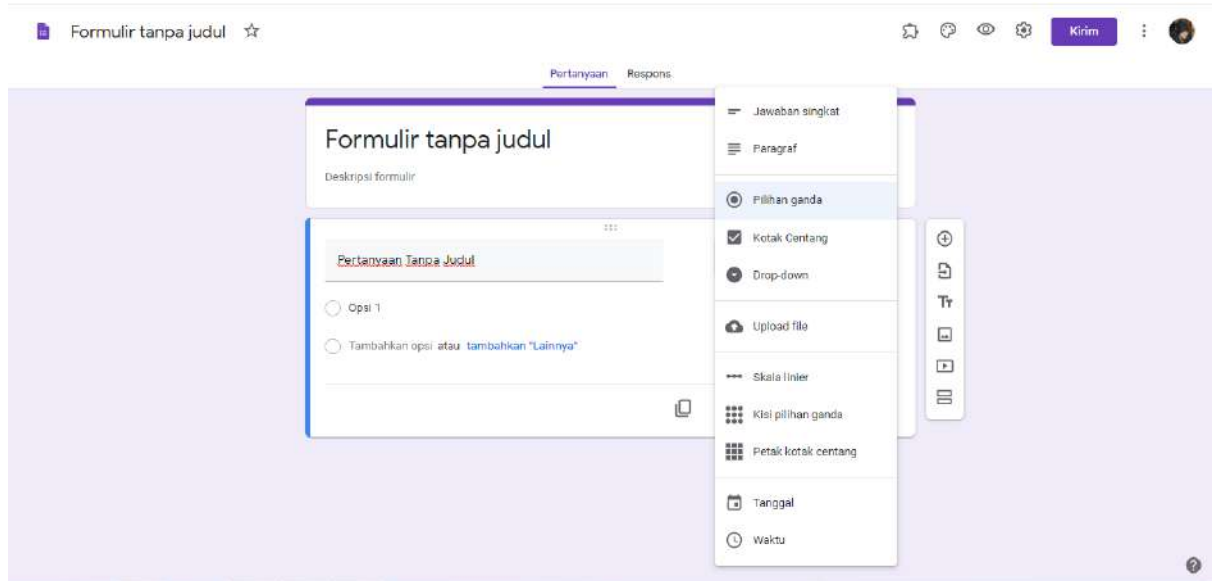 Formulir tanpa judul
Kirim
Pertanyaan Respons
Formulir tanpa judul
Deskripsi formulir
Pertanyaan Tanpa Judul
Opsi 1
Tambahkan opsi atau tambahkan "Lainnya"
Jawaban singkat
Paragraf
Pilihan ganda
Kotak Centang
Drop-down
Upload file
Skala linier
Kisi pilihan ganda
Petak kotak centang
Tanggal
Waktu
Tт